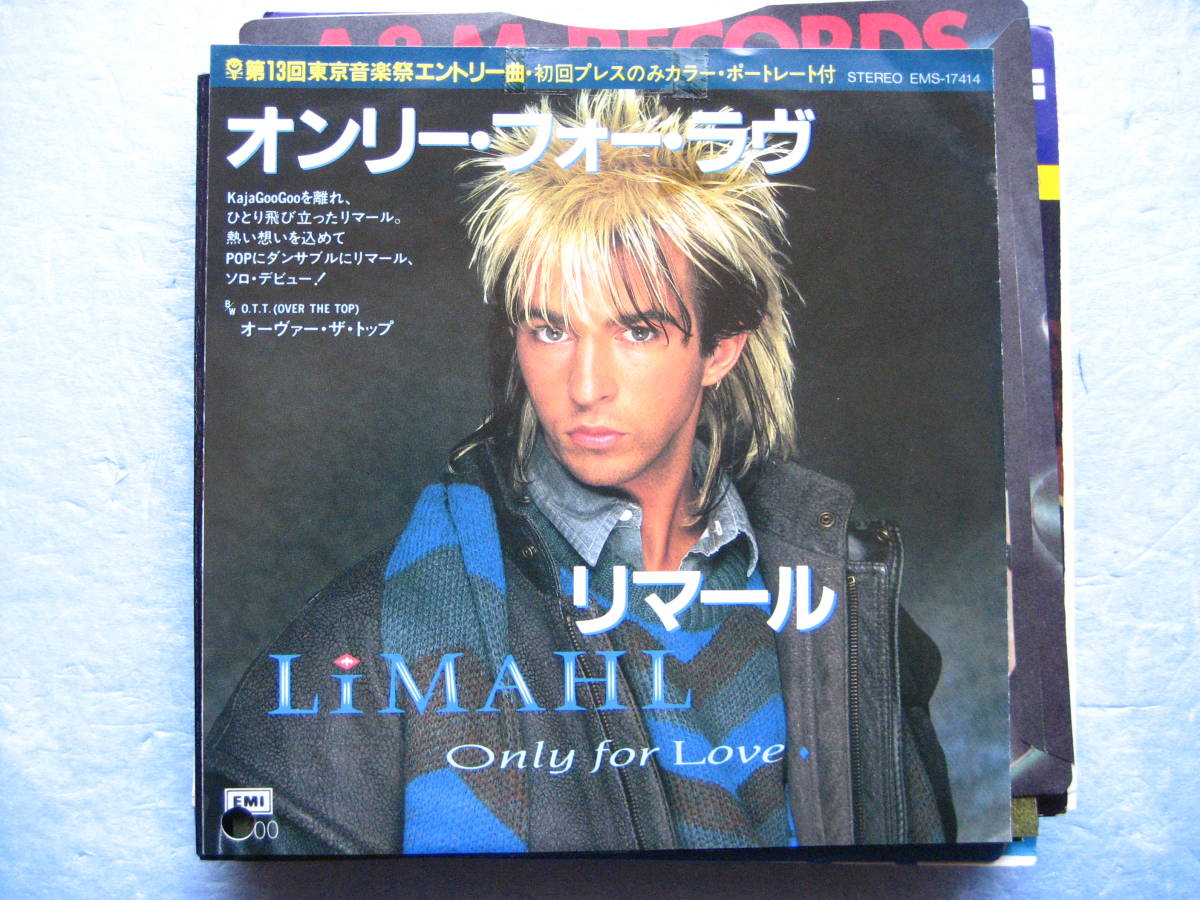 A&M RECORDS
第13回東京音楽祭エントリー曲・初回プレスのみカラー・ポートレート付 STEREO EMS-17414
オンリー・フォー・ラヴ
KajaGooGooを離れ、
ひとり飛び立ったリマール。
熱い想いを込めて
POPにダンサブルにリマール、
ソロ・デビュー!
B/W O.T.T.(OVER THE TOP)
オーヴァー・ザ・トップ
リマール
LiMAHL
Only for Love
EMI
00